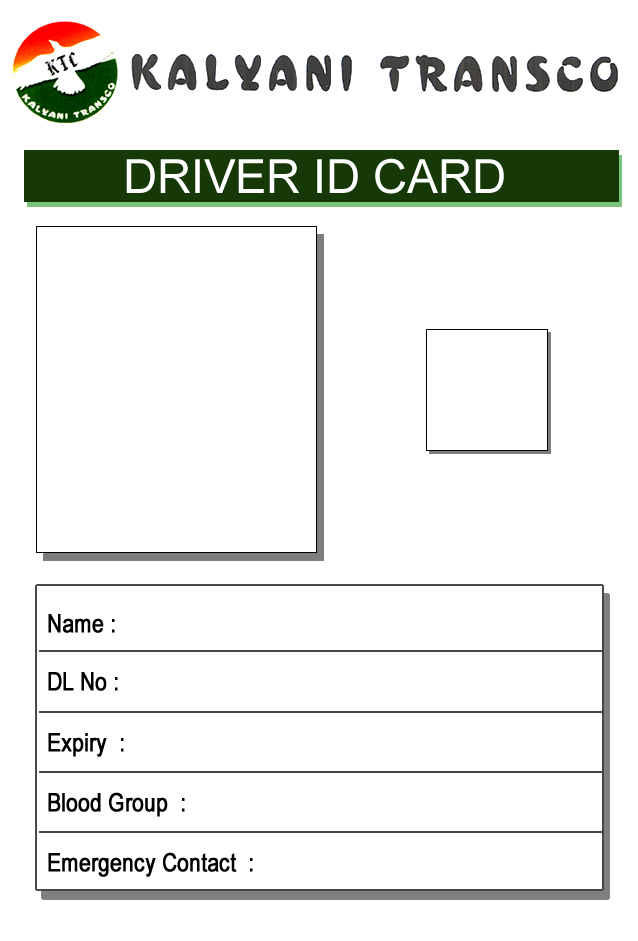 KTC
KALYANI TRANSCO
KALYANI TRANSCO
DRIVER ID CARD
Name :
DL No :
Expiry :
Blood Group :
Emergency Contact :